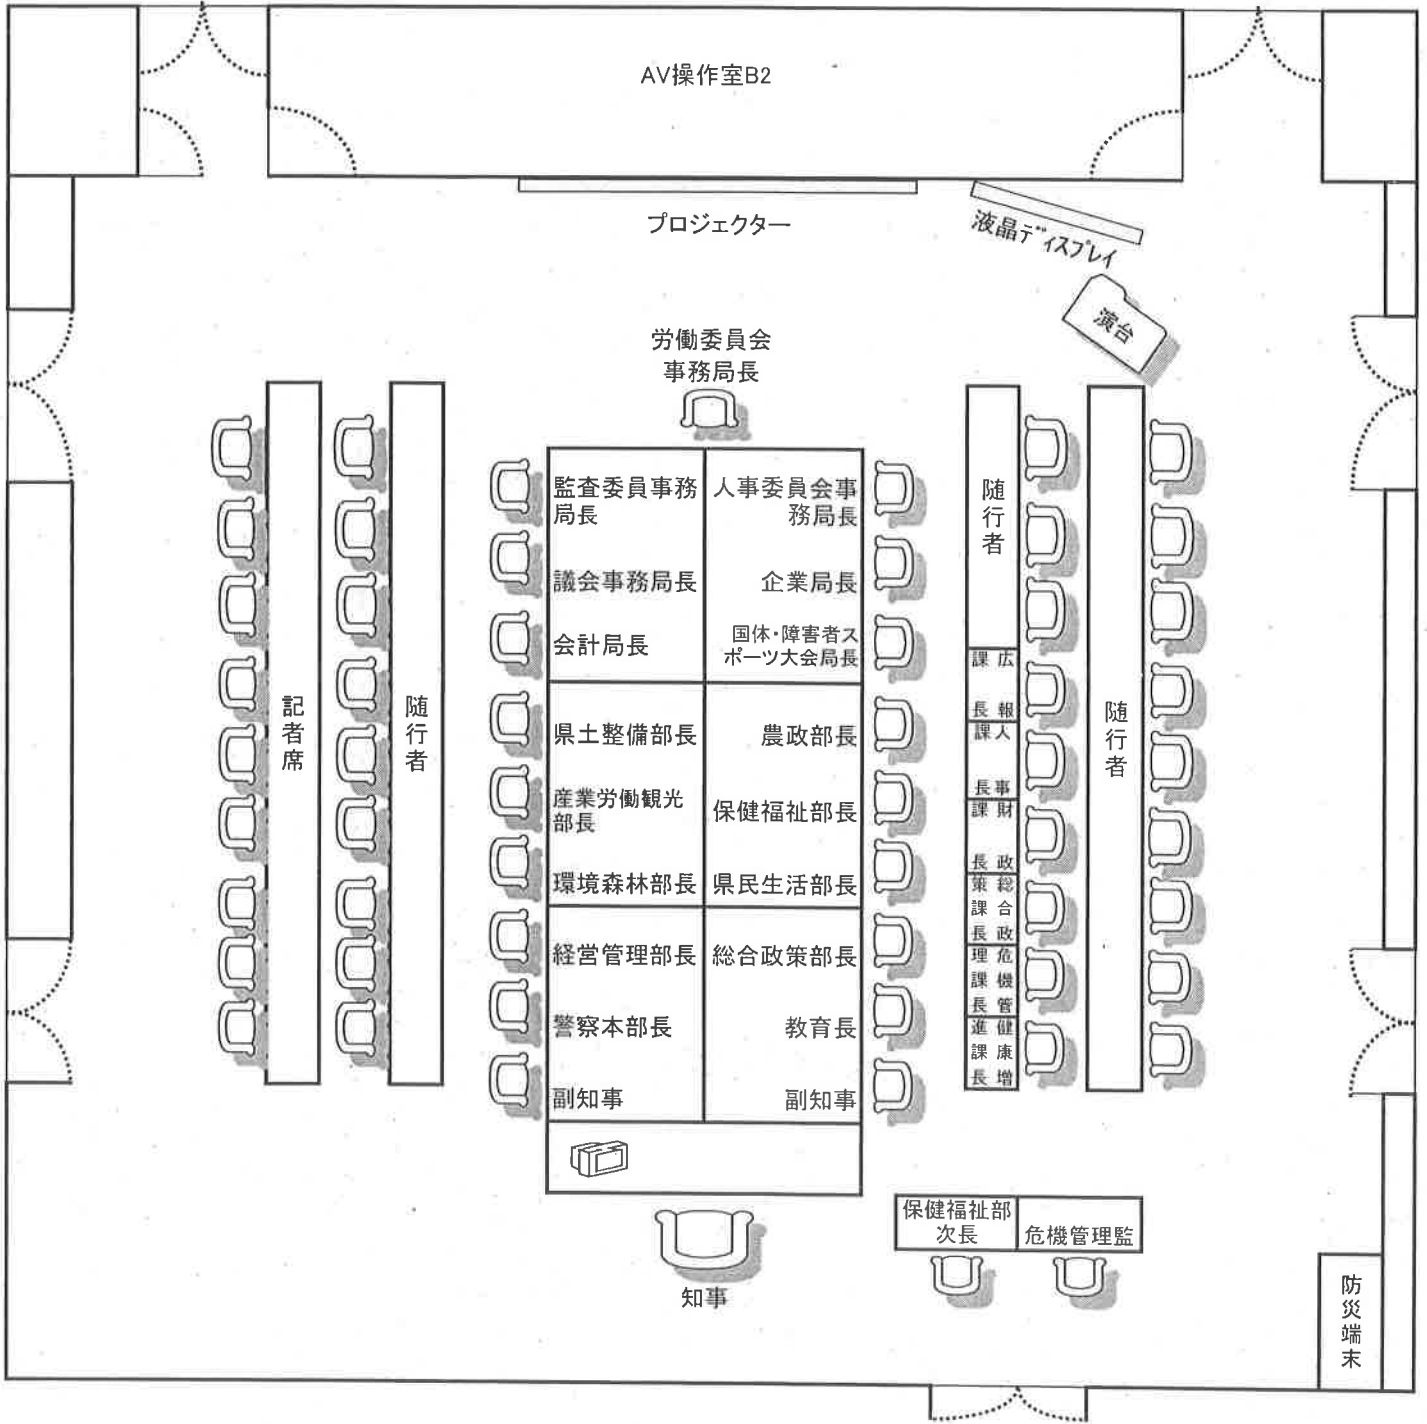 AV操作室B2
プロジェクター
液晶ディスプレイ
演台
労働委員会
事務局長
監査委員事務
局長
議会事務局長
会計局長
県土整備部長
産業労働観光
部長
環境森林部長
経営管理部長
警察本部長
副知事
人事委員会事
務局長
企業局長
国体・障害者ス
ポーツ大会局長
農政部長
保健福祉部長
県民生活部長
総合政策部長
教育長
副知事
知事
記者席
随行者
随行者
広報
課長
人事
課長
財政
課長
総合政
策課長
危機管
理課長
健康増
進課長
随行者
保健福祉部
次長
危機管理監
防災端末